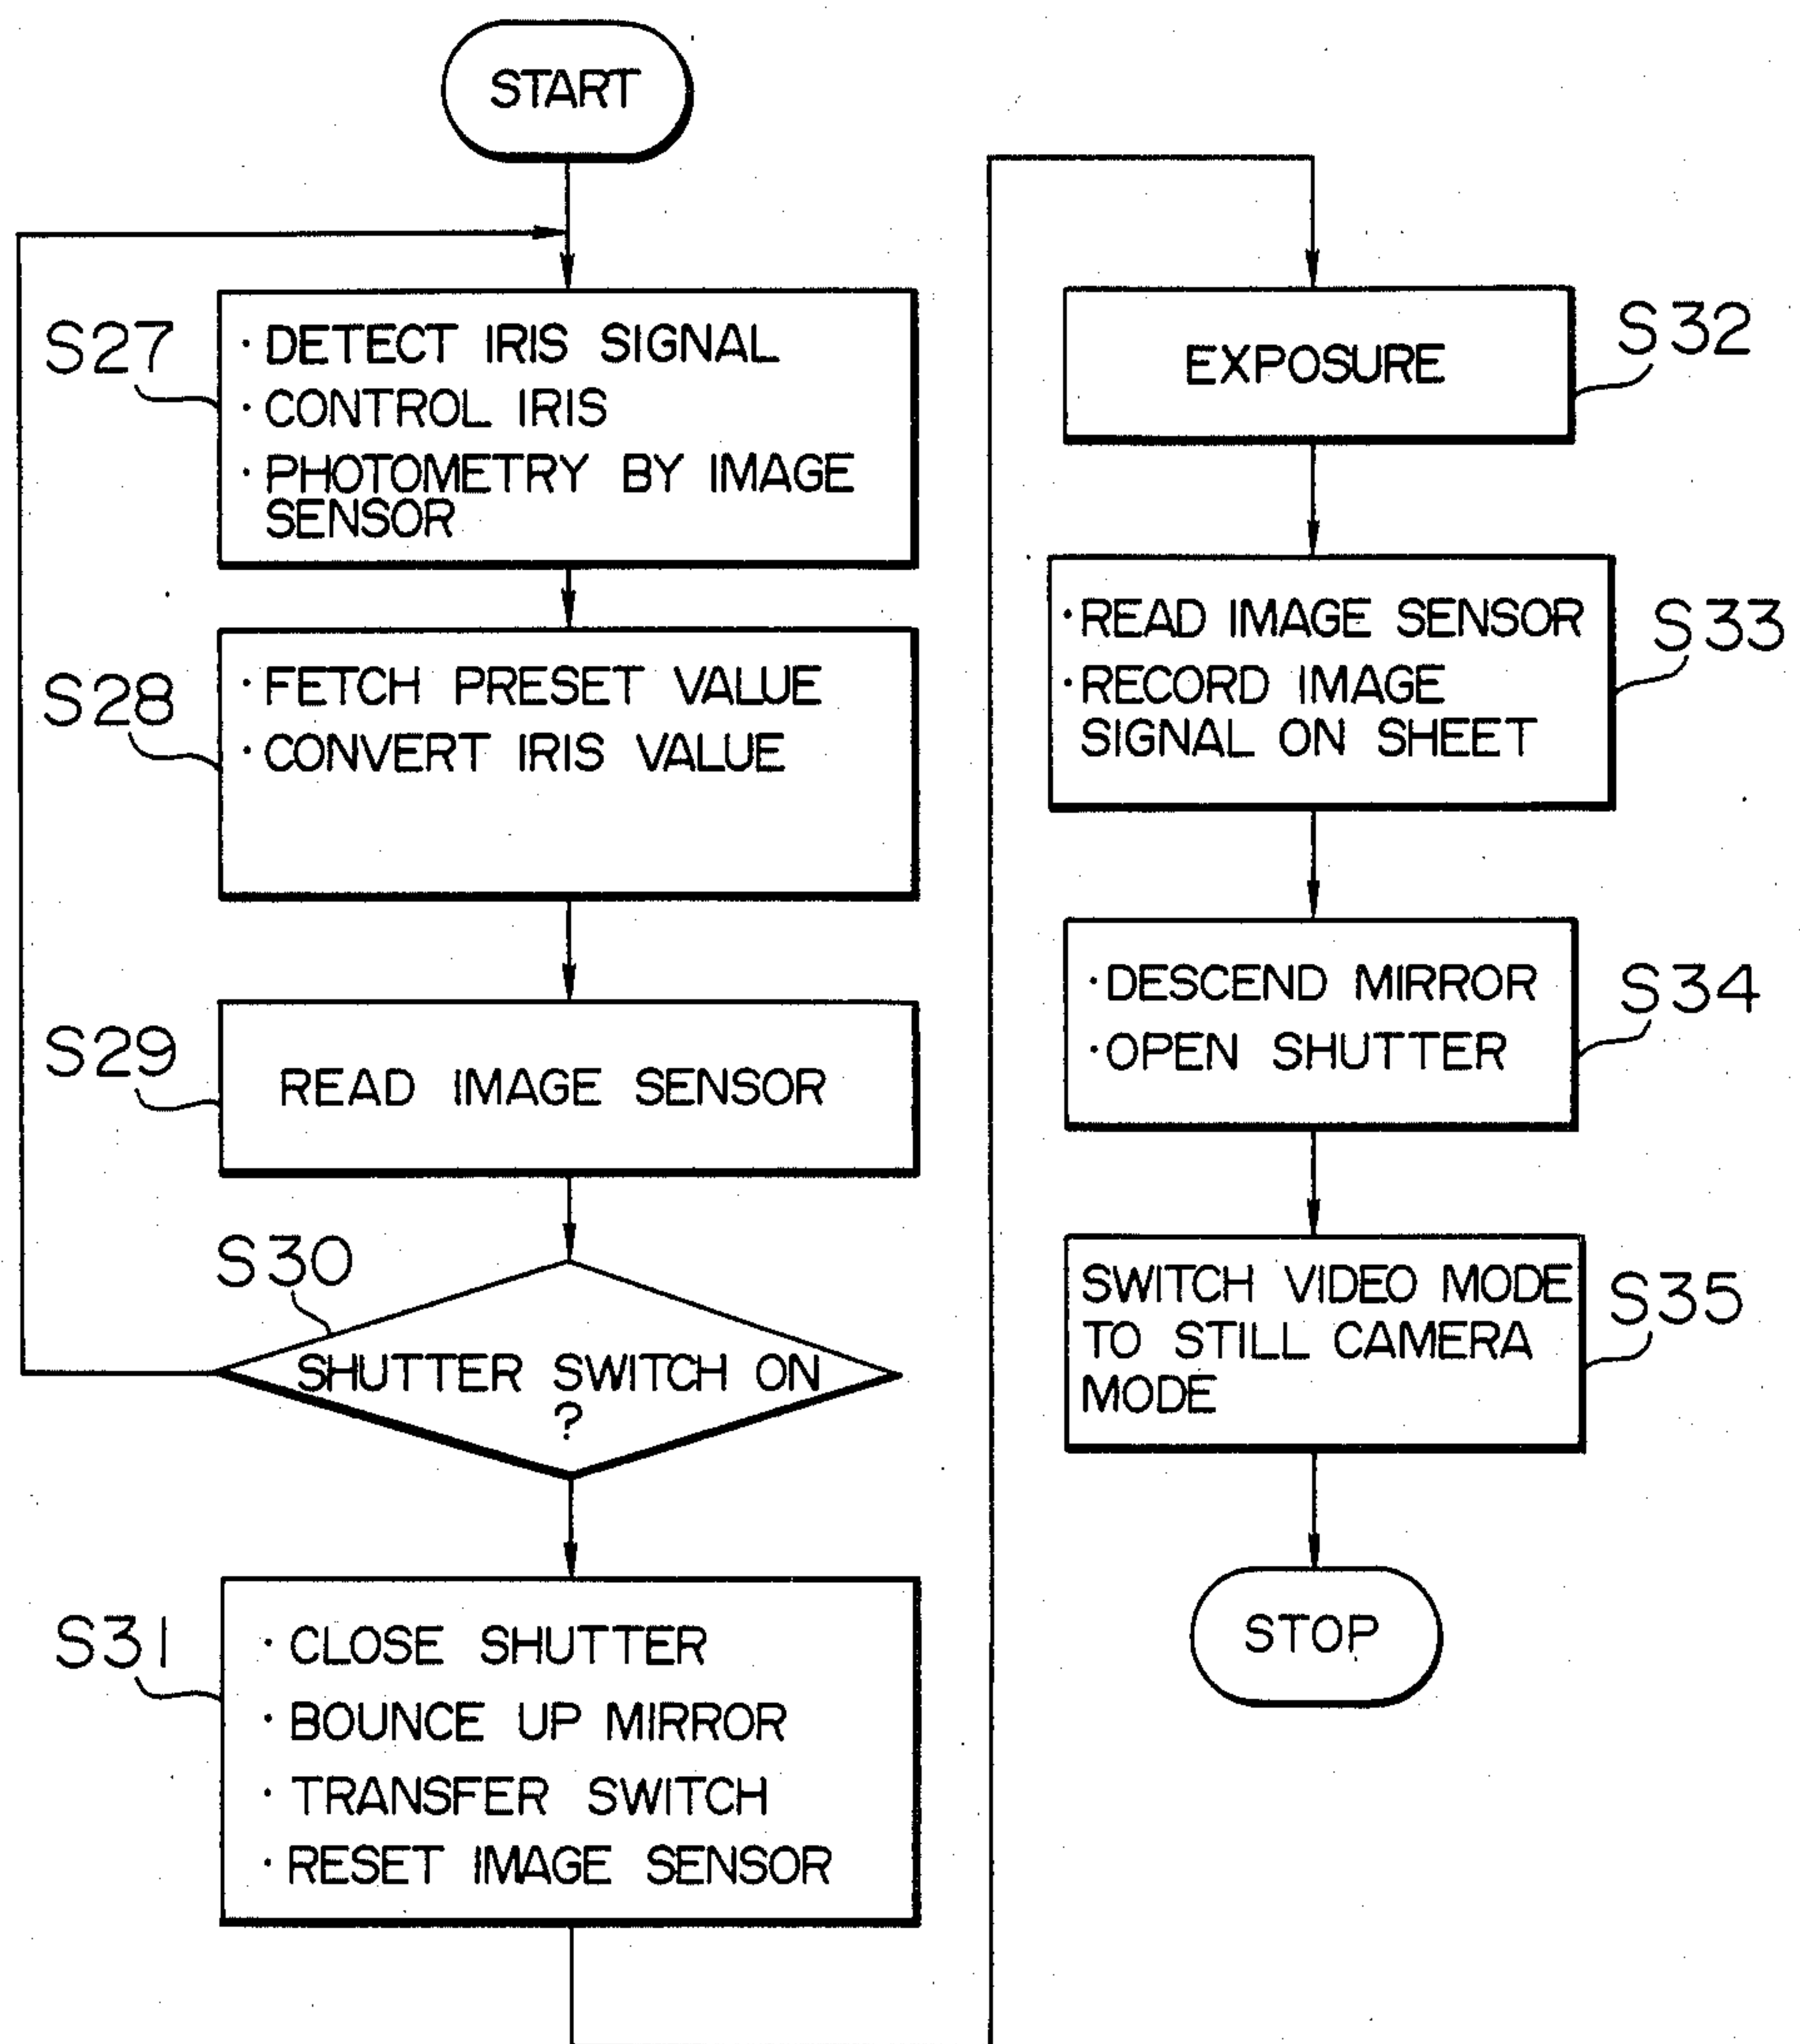 START
S27
· DETECT IRIS SIGNAL
· CONTROL IRIS
· PHOTOMETRY BY IMAGE
SENSOR
S28
· FETCH PRESET VALUE
· CONVERT IRIS VALUE
S29
READ IMAGE SENSOR
S30
SHUTTER SWITCH ON
?
S31
· CLOSE SHUTTER
· BOUNCE UP MIRROR
· TRANSFER SWITCH
· RESET IMAGE SENSOR
S32
EXPOSURE
S33
· READ IMAGE SENSOR
· RECORD IMAGE
SIGNAL ON SHEET
S34
· DESCEND MIRROR
· OPEN SHUTTER
S35
SWITCH VIDEO MODE
TO STILL CAMERA
MODE
STOP